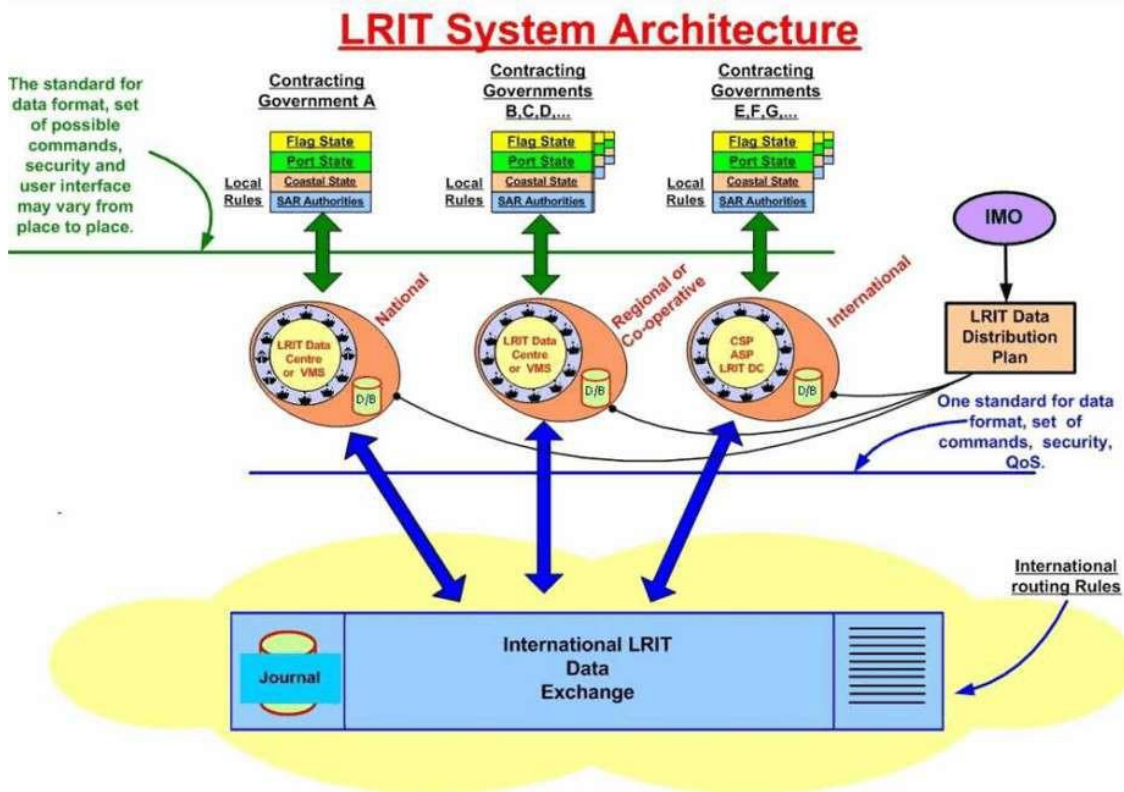 LRIT System Architecture
The standard for
data format, set
of possible
commands,
security and
user interface
may vary from
place to place.
Contracting
Government A
Flag State
Port State
Coastal State
SAR Authorities
Local
Rules
Contracting
Governments
B,C,D,...
Flag State
Port State
Coastal State
SAR Authorities
Local
Rules
Contracting
Governments
E,F,G,...
Flag State
Port State
Coastal State
SAR Authorities
Local
Rules
IMO
LRIT Data
Distribution
Plan
National
LRIT Data
Centre
or VMS
D/B
Regional or
Co-operative
LRIT Data
Centre
or VMS
D/B
International
CSP
ASP
LRIT DC
D/B
One standard for data
format, set of
commands, security,
QoS.
International
routing Rules
Journal
International LRIT
Data
Exchange